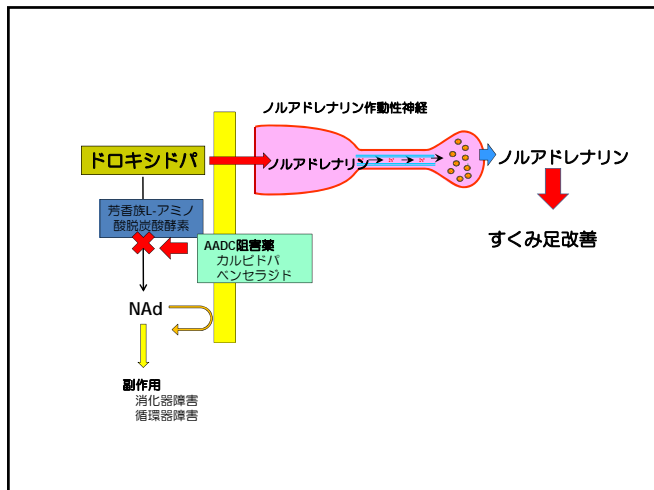 ノルアドレナリン作動性神経
ドロキシドパ
ノルアドレナリン
ノルアドレナリン
芳香族L-アミノ
酸脱炭酸酵素
すくみ足改善
AADC阻害薬
カルビドパ
ベンセラジド
NAd
副作用
消化器障害
循環器障害